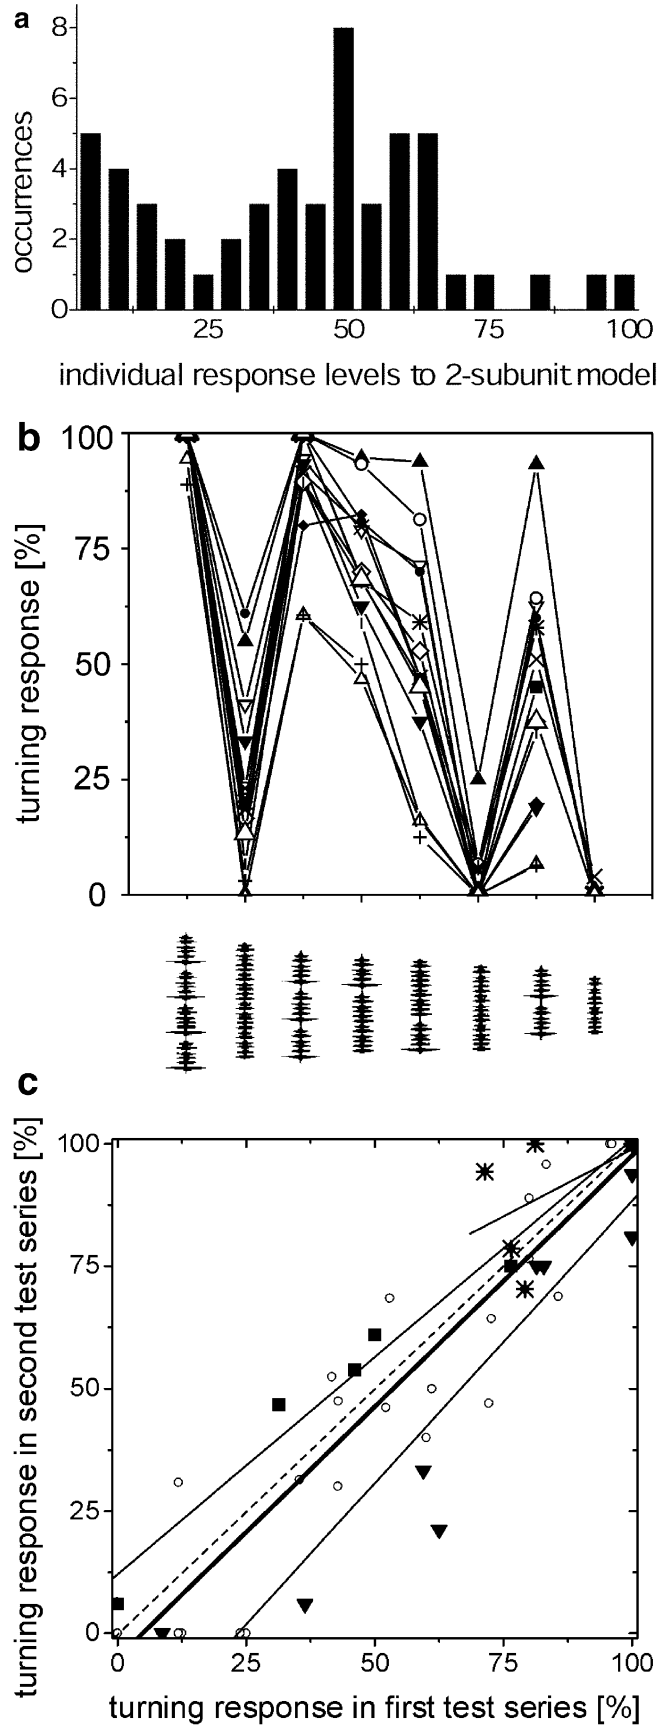 a
8
6
4
2
0
occurrences
25 50 75 100
individual response levels to 2-subunit model
b
100
75
50
25
0
turning response [%]
c
100
75
50
25
0
turning response in second test series [%]
0 25 50 75 100
turning response in first test series [%]